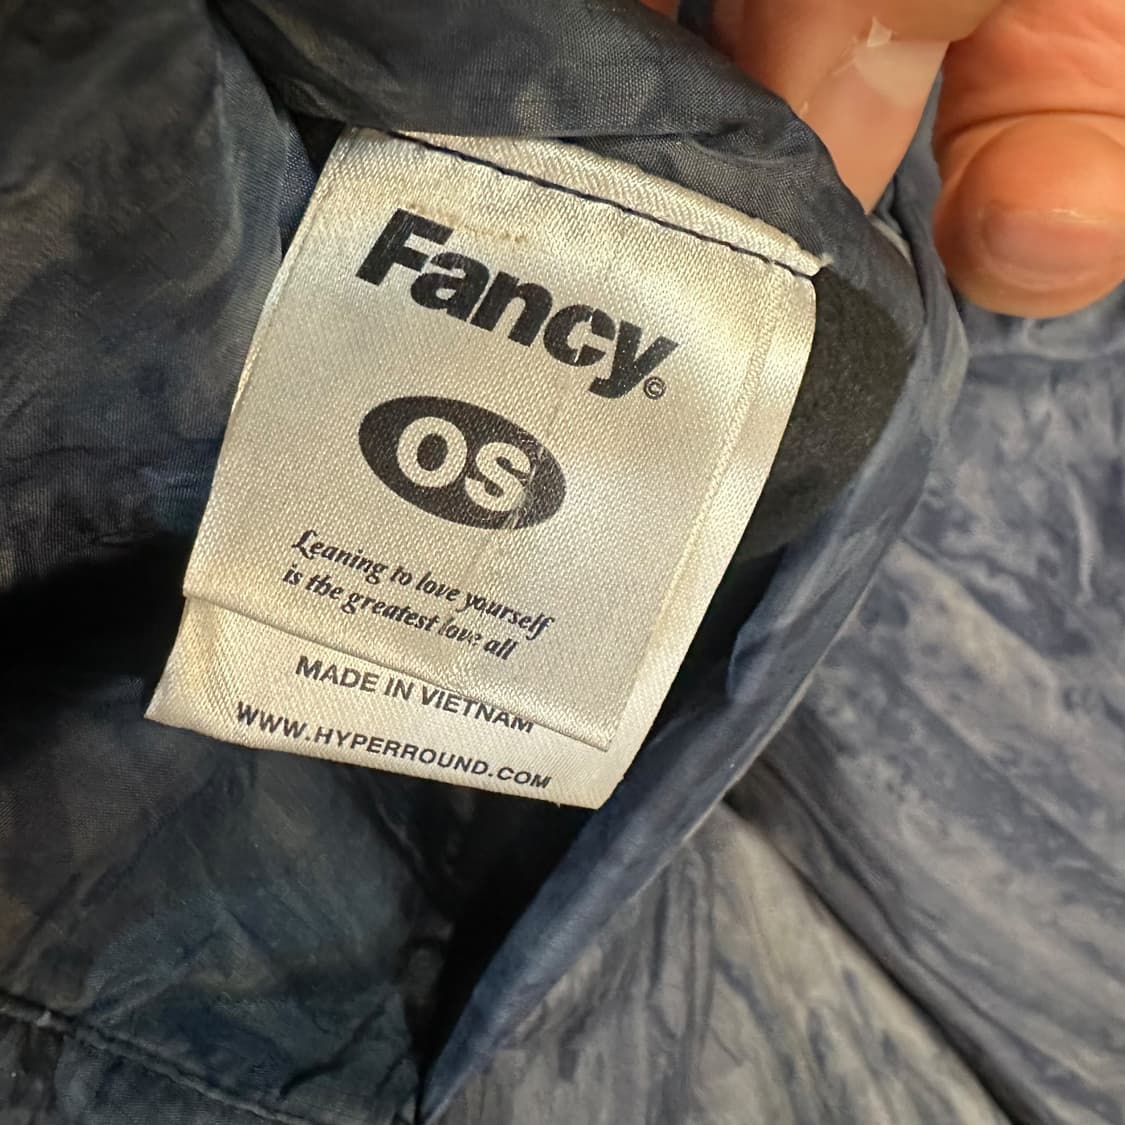 Fancy©
OS
Leaning to love yourself
is the greatest love all
MADE IN VIETNAM
WWW.HYPERROUND.COM